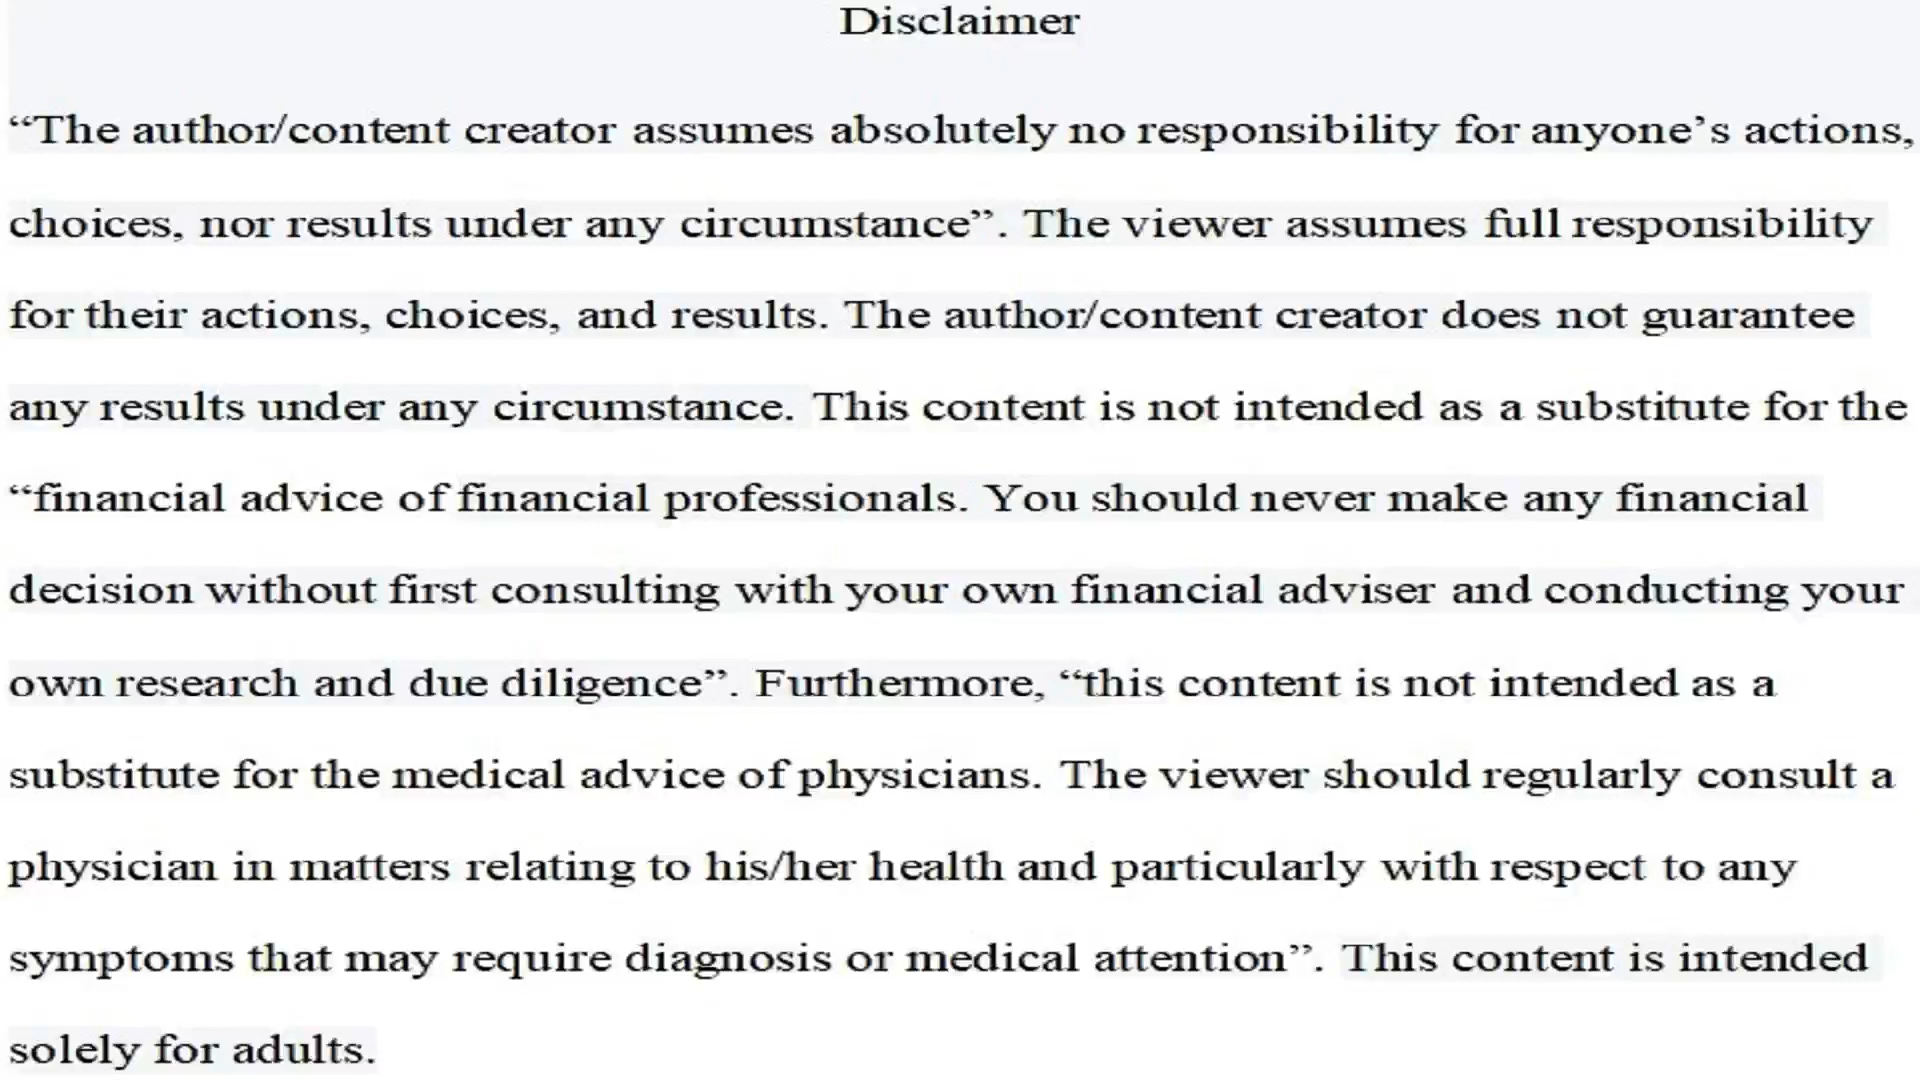 Disclaimer
“The author/content creator assumes absolutely no responsibility for anyone’s actions,
choices, nor results under any circumstance”. The viewer assumes full responsibility
for their actions, choices, and results. The author/content creator does not guarantee
any results under any circumstance. This content is not intended as a substitute for the
“financial advice of financial professionals. You should never make any financial
decision without first consulting with your own financial adviser and conducting your
own research and due diligence”. Furthermore, “this content is not intended as a
substitute for the medical advice of physicians. The viewer should regularly consult a
physician in matters relating to his/her health and particularly with respect to any
symptoms that may require diagnosis or medical attention”. This content is intended
solely for adults.